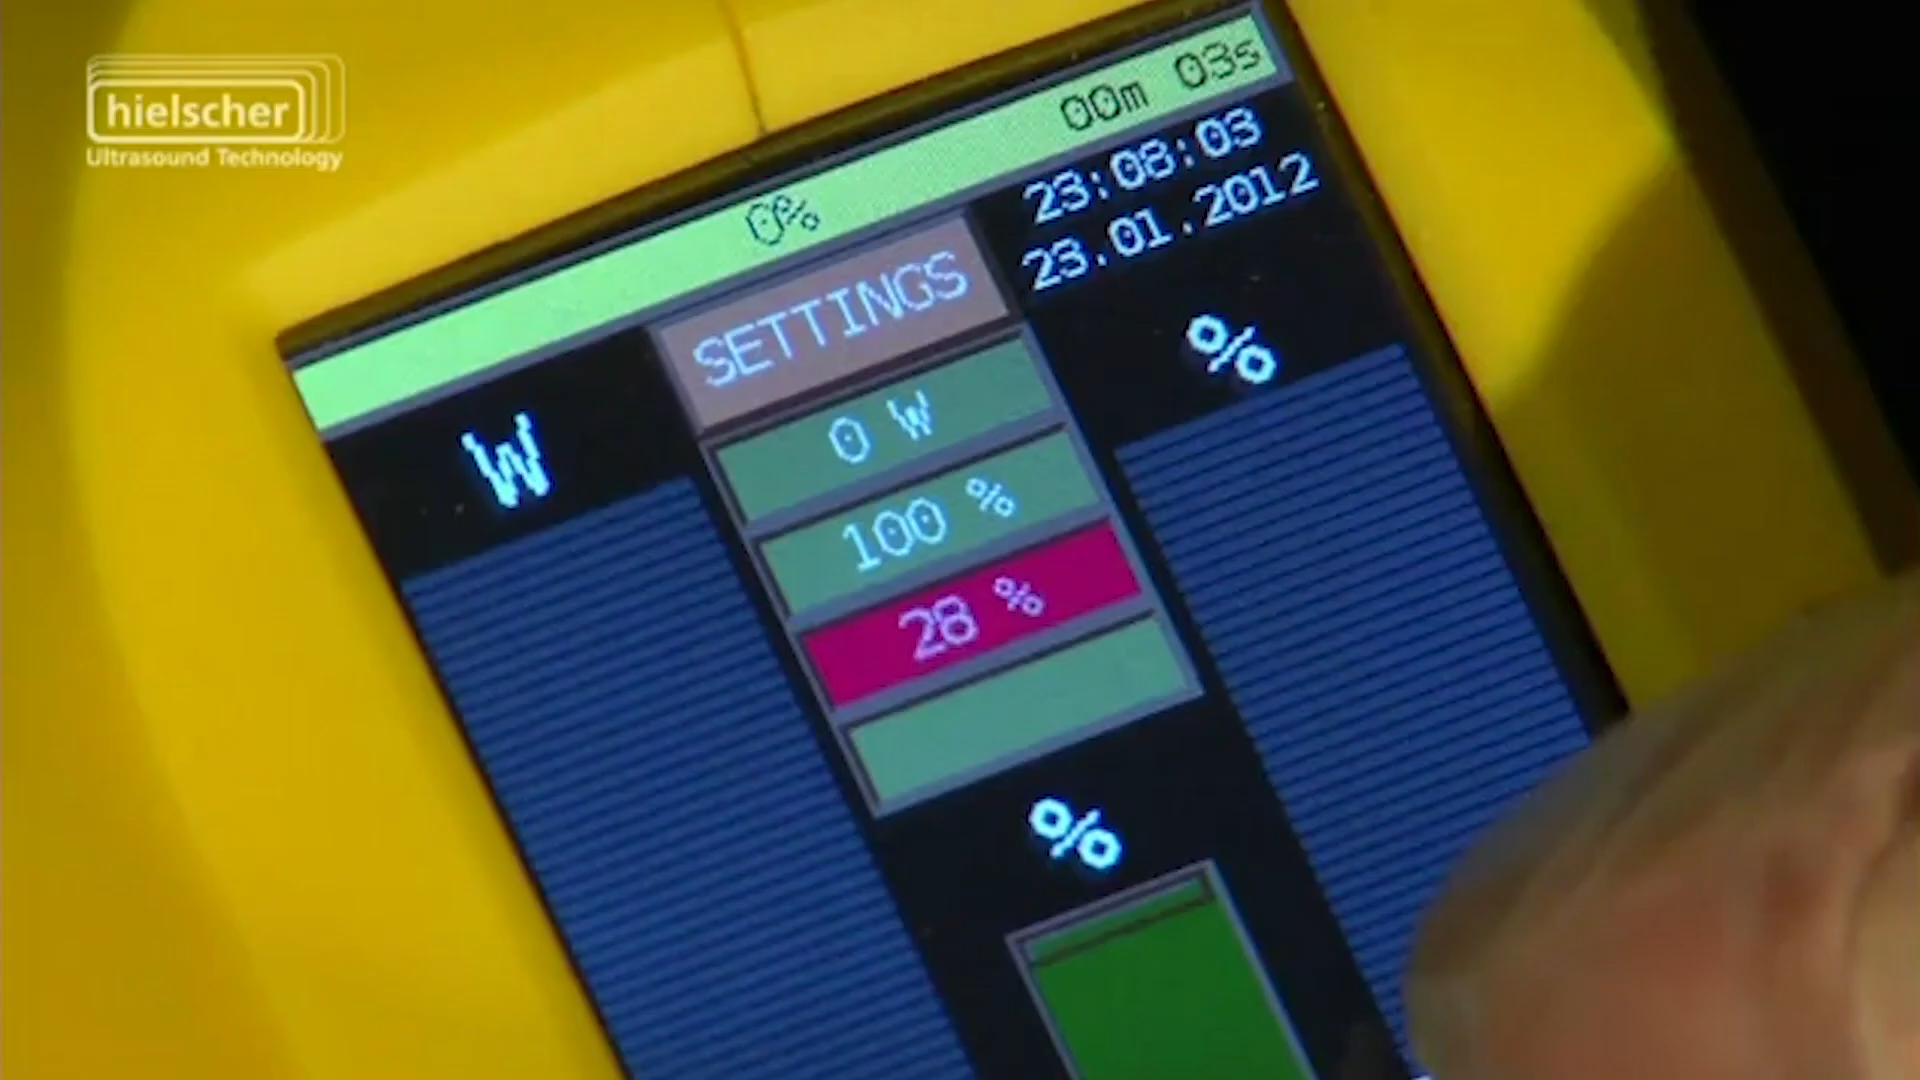 hielscher
Ultrasound Technology
00m 03s
0%
23:08:03
23.01.2012
SETTINGS
W
%
0 W
100 %
28 %
%